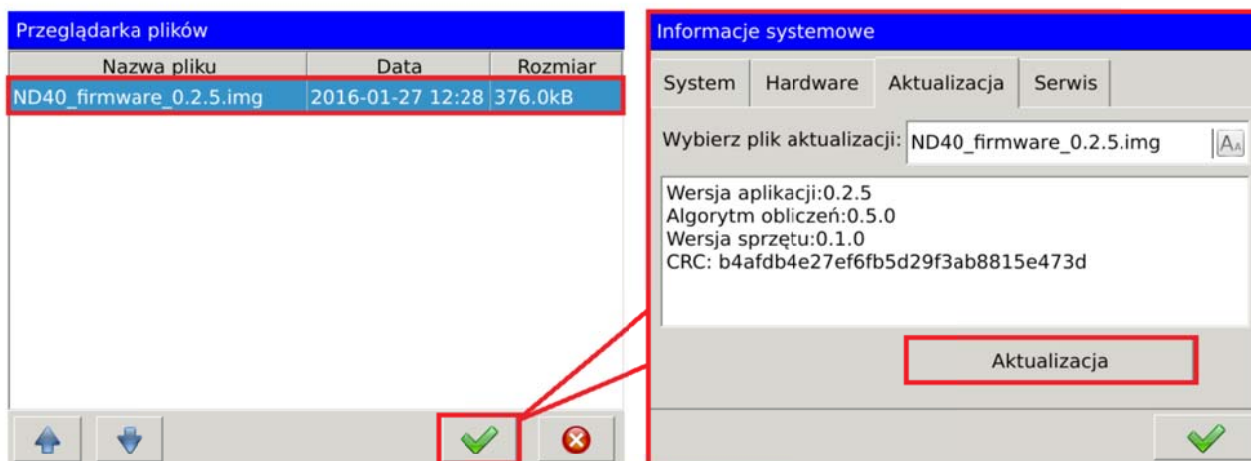 Przeglądarka plików
Nazwa pliku Data Rozmiar
ND40_firmware_0.2.5.img 2016-01-27 12:28 376.0kB
Informacje systemowe
System Hardware Aktualizacja Serwis
Wybierz plik aktualizacji: ND40_firmware_0.2.5.img AA
Wersja aplikacji:0.2.5
Algorytm obliczeń:0.5.0
Wersja sprzętu:0.1.0
CRC: b4afdb4e27ef6fb5d29f3ab8815e473d
Aktualizacja